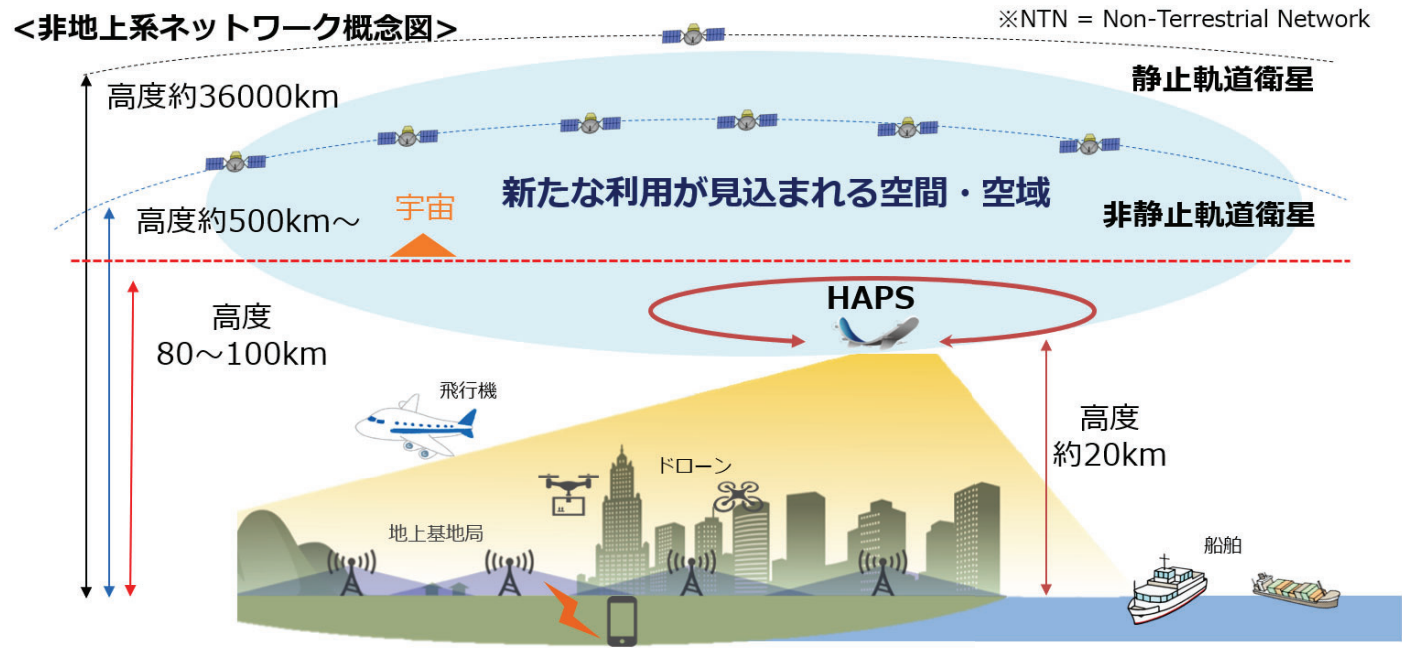 <非地上系ネットワーク概念図>
※NTN = Non-Terrestrial Network
静止軌道衛星
高度約36000km
新たな利用が見込まれる空間・空域
宇宙
高度約500km～
非静止軌道衛星
HAPS
高度
80～100km
飛行機
高度
約20km
ドローン
地上基地局
船舶